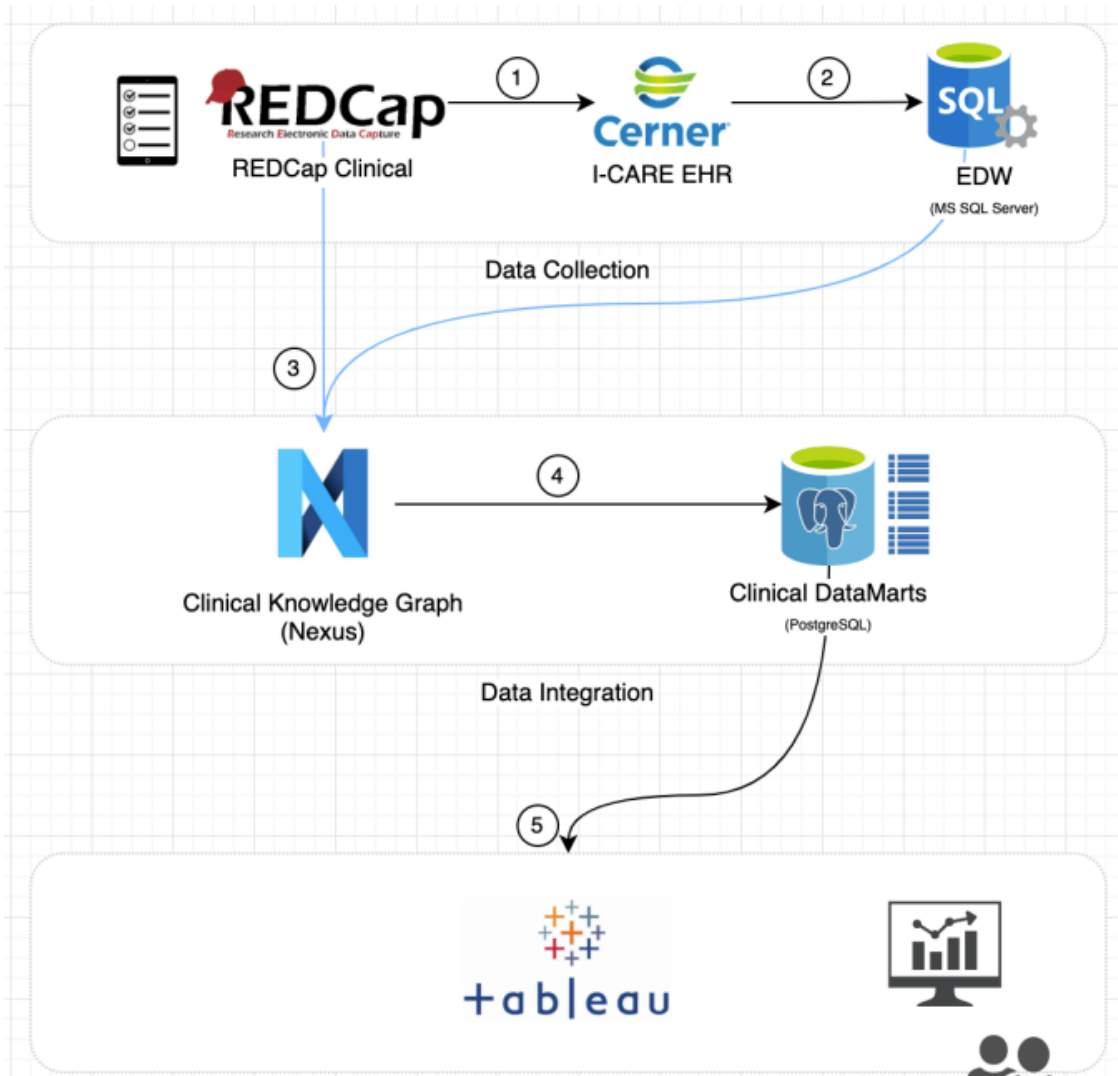 1
2
REDCap
Research Electronic Data Capture
REDCap Clinical
Cerner
I-CARE EHR
SQL
EDW
(MS SQL Server)
Data Collection
3
4
Clinical Knowledge Graph
(Nexus)
Clinical DataMarts
(PostgreSQL)
Data Integration
5
+ableau